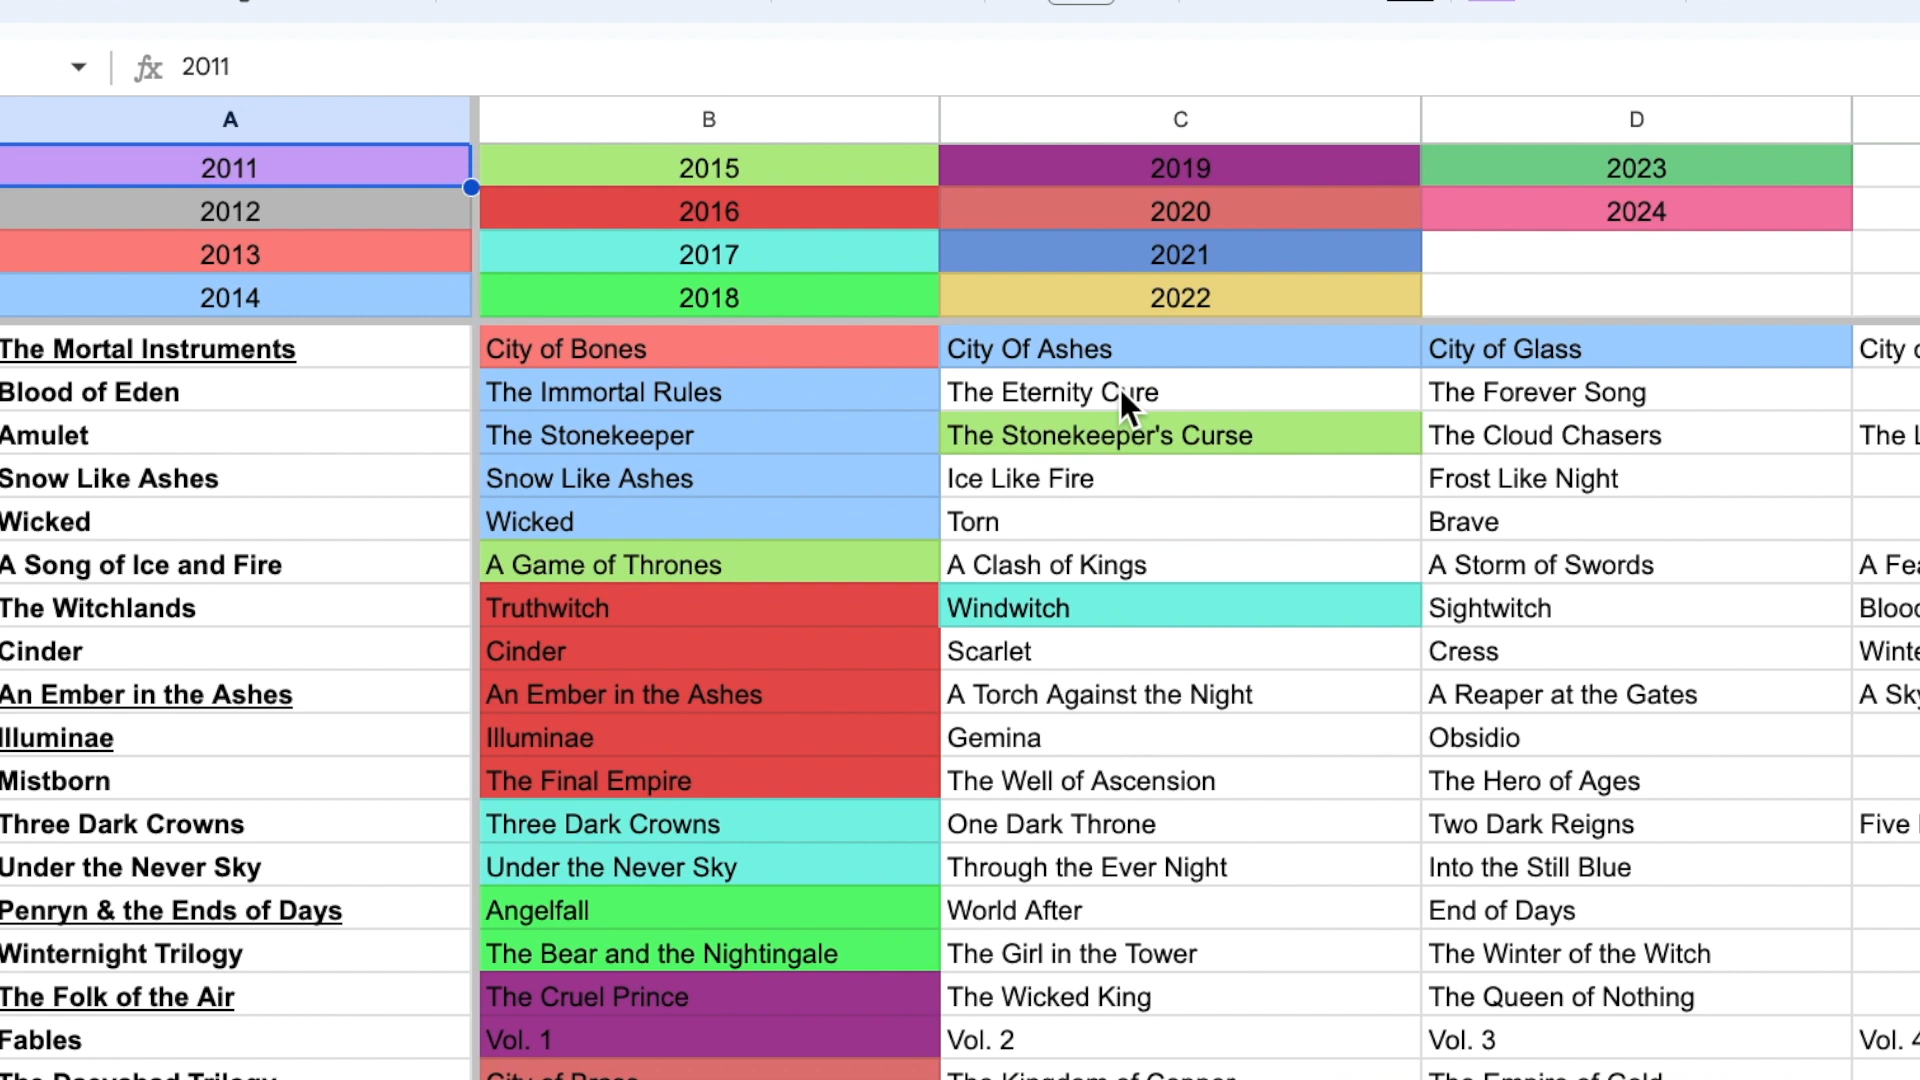 fx 2011
A B C D
2011 2015 2019 2023
2012 2016 2020 2024
2013 2017 2021
2014 2018 2022
The Mortal Instruments City of Bones City Of Ashes City of Glass City
Blood of Eden The Immortal Rules The Eternity Cure The Forever Song
Amulet The Stonekeeper The Stonekeeper's Curse The Cloud Chasers The
Snow Like Ashes Snow Like Ashes Ice Like Fire Frost Like Night
Wicked Wicked Torn Brave
A Song of Ice and Fire A Game of Thrones A Clash of Kings A Storm of Swords A
The Witchlands Truthwitch Windwitch Sightwitch
Cinder Cinder Scarlet Cress
An Ember in the Ashes An Ember in the Ashes A Torch Against the Night A Reaper at the Gates A
Illuminae Illuminae Gemina Obsidio
Mistborn The Final Empire The Well of Ascension The Hero of Ages
Three Dark Crowns Three Dark Crowns One Dark Throne Two Dark Reigns Five
Under the Never Sky Under the Never Sky Through the Ever Night Into the Still Blue
Penryn & the Ends of Days Angelfall World After End of Days
Winternight Trilogy The Bear and the Nightingale The Girl in the Tower The Winter of the Witch
The Folk of the Air The Cruel Prince The Wicked King The Queen of Nothing
Fables Vol. 1 Vol. 2 Vol. 3 Vol.